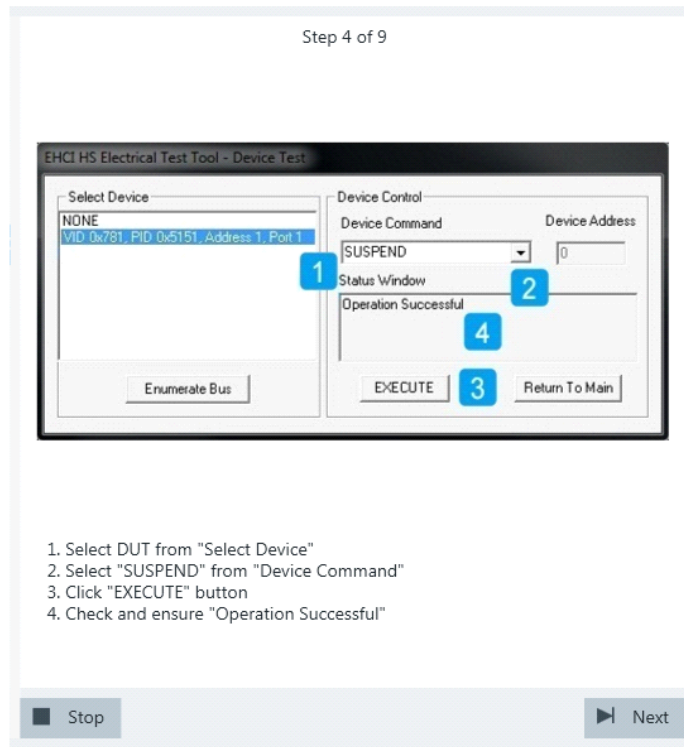 Step 4 of 9
EHCI HS Electrical Test Tool - Device Test
Select Device
NONE
VID 0x781, PID 0x5151, Address 1, Port 1
Enumerate Bus
Device Control
Device Command
Device Address
SUSPEND
0
1
2
Status Window
Operation Successful
4
EXECUTE
3
Return To Main
1. Select DUT from "Select Device"
2. Select "SUSPEND" from "Device Command"
3. Click "EXECUTE" button
4. Check and ensure "Operation Successful"
Stop
Next